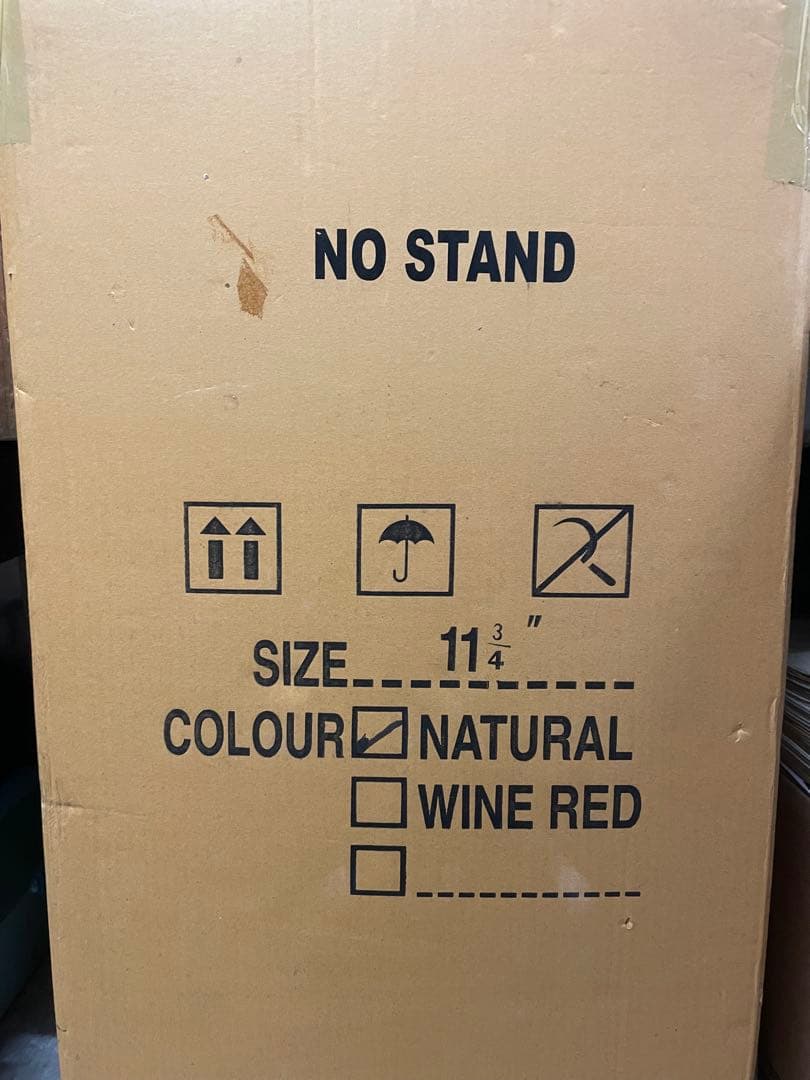 NO STAND
SIZE 11 3/4 "
COLOUR NATURAL
WINE RED